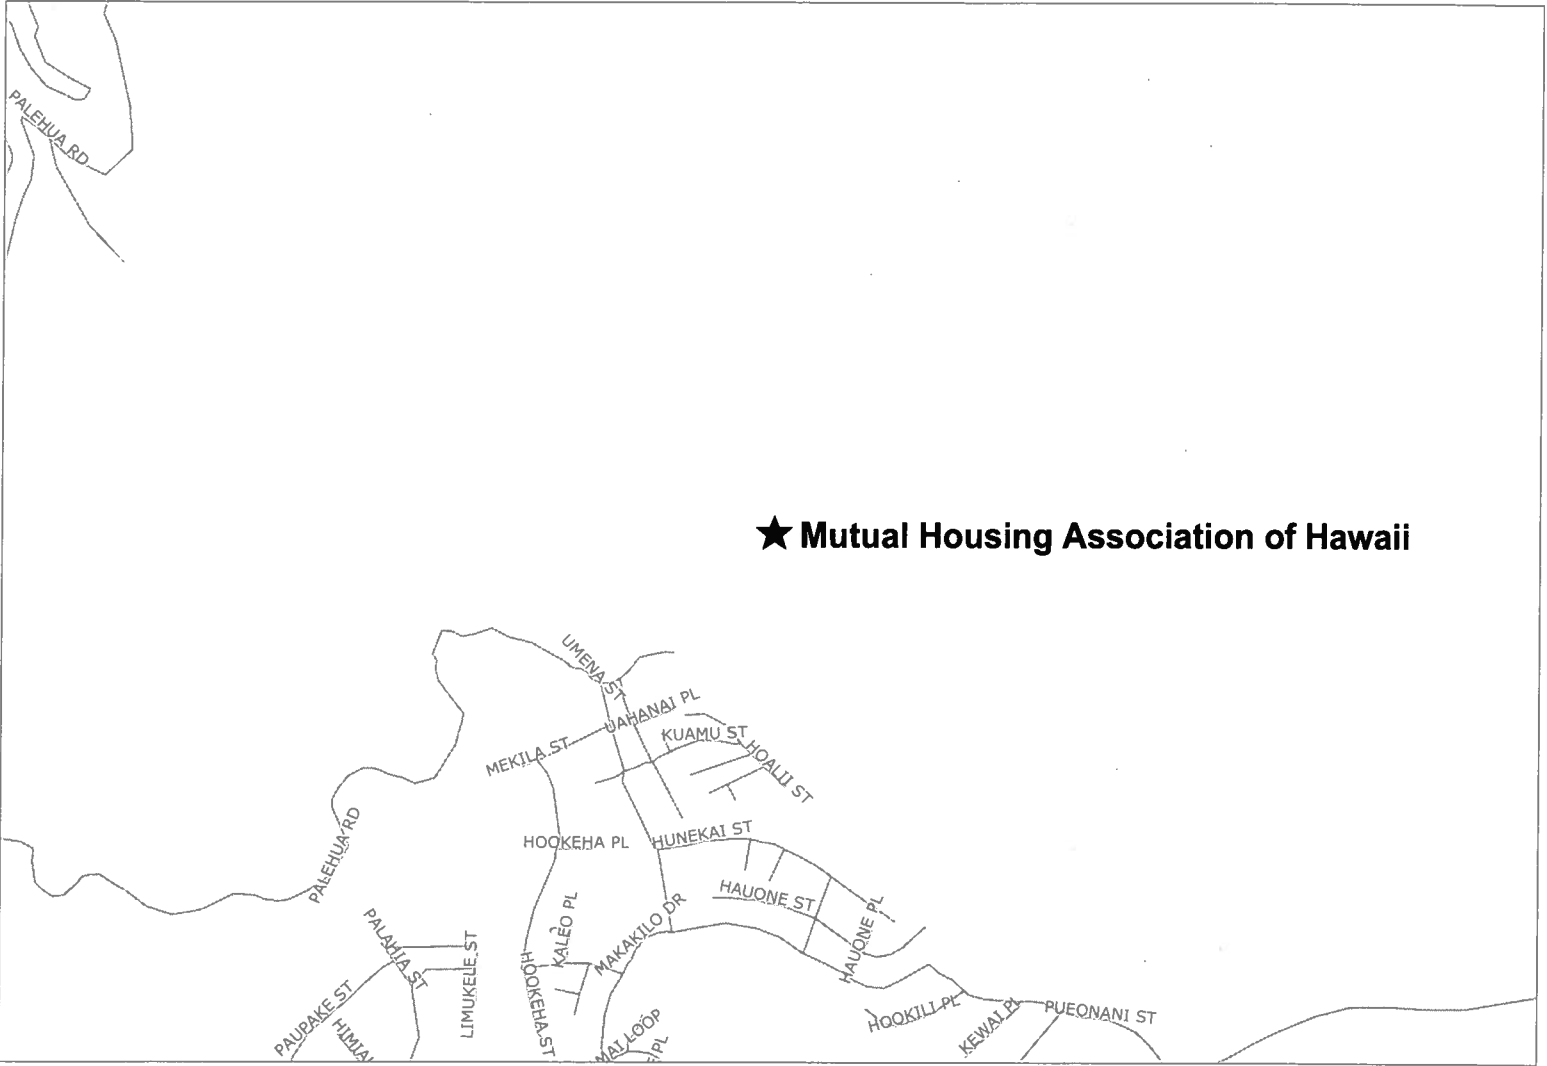 PALEHUA RD
Mutual Housing Association of Hawaii
UMENA ST
UAHANAI PL
KUAMU ST
MEKILA ST
HOALII ST
HOOKEHA PL
HUNEKAI ST
PALEHUA RD
HAUONE ST
KALEO PL
MAKAKILO DR
HAUONE PL
PALAHIA ST
LIMUKELE ST
HOOKEHA ST
PAUPAKE ST
HIMIAL
HOOKILI PL
KEWAI PL
PUEONANI ST
MAI LOOP
PL